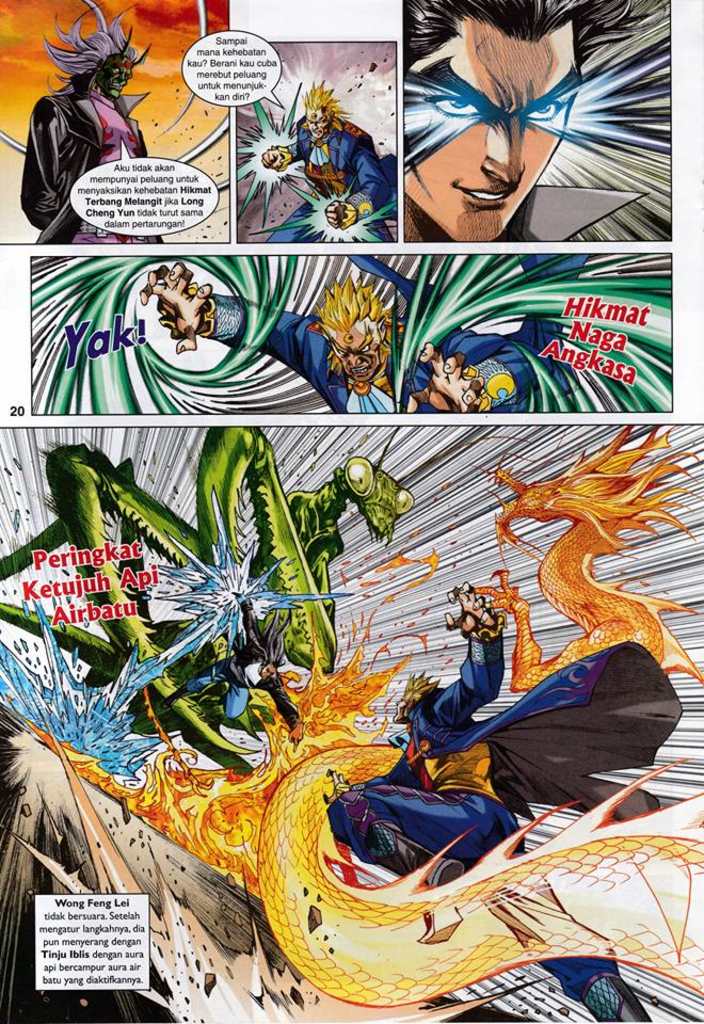 Sampai
mana kehebatan
kau? Berani kau cuba
merebut peluang
untuk menunjuk-
kan diri?
Aku tidak akan
mempunyai peluang untuk
menyaksikan kehebatan Hikmat
Terbang Melangit jika Long
Cheng Yun tidak turut sama
dalam pertarungan!
Yak!
Hikmat
Naga
Angkasa
20
Peringkat
Ketujuh Api
Airbatu
Wong Feng Lei
tidak bersuara. Setelah
mengatur langkahnya, dia
pun menyerang dengan
Tinju Iblis dengan aura
api bercampur aura air
batu yang diaktifkannya.